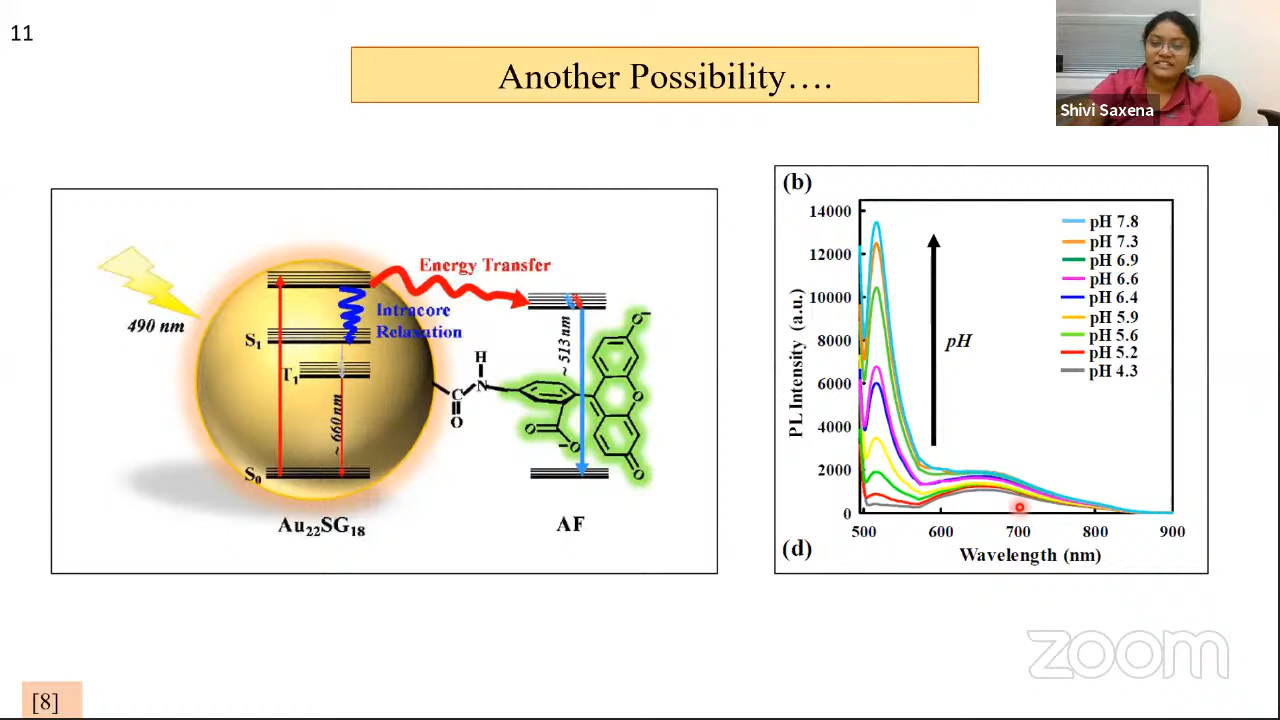 11
Another Possibility….
Shivi Saxena
490 nm
Energy Transfer
Intracore
Relaxation
S1
T1
~ 660 nm
S0
Au22SG18
~ 513 nm
H
N
C
O
O
O
O
O
O
AF
(b)
14000
12000
10000
8000
6000
4000
2000
0
PL Intensity (a.u.)
pH
pH 7.8
pH 7.3
pH 6.9
pH 6.6
pH 6.4
pH 5.9
pH 5.6
pH 5.2
pH 4.3
500 600 700 800 900
Wavelength (nm)
(d)
zoom
[8]